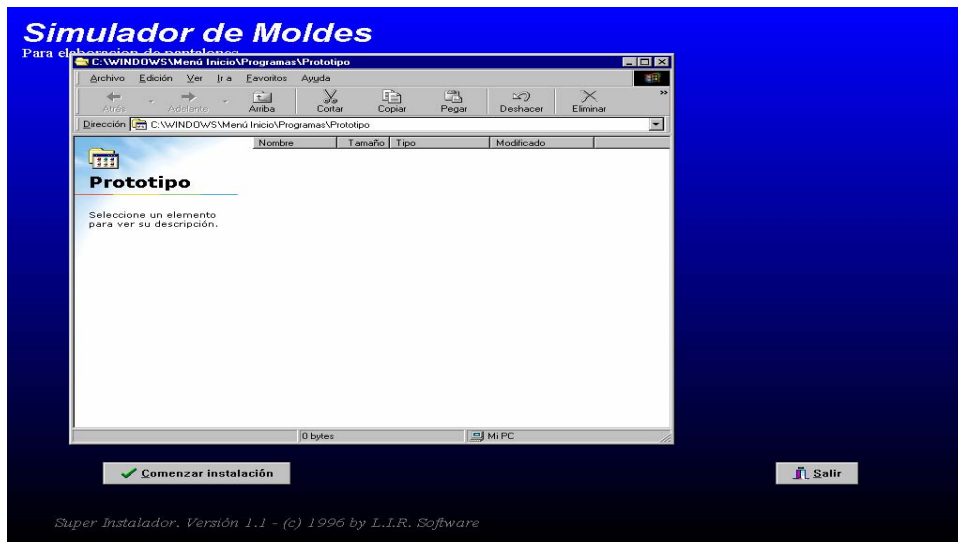 Simulador de Moldes
Para elaboracion de pantalones
C:\WINDOWS\Menú Inicio\Programas\Prototipo
Archivo Edición Ver Ir a Favoritos Ayuda
Atrás Adelante Arriba Cortar Copiar Pegar Deshacer Eliminar »
Dirección C:\WINDOWS\Menú Inicio\Programas\Prototipo
Nombre Tamaño Tipo Modificado
Prototipo
Seleccione un elemento
para ver su descripción.
0 bytes Mi PC
Comenzar instalación Salir
Super Instalador. Versión 1.1 - (c) 1996 by L.I.R. Software